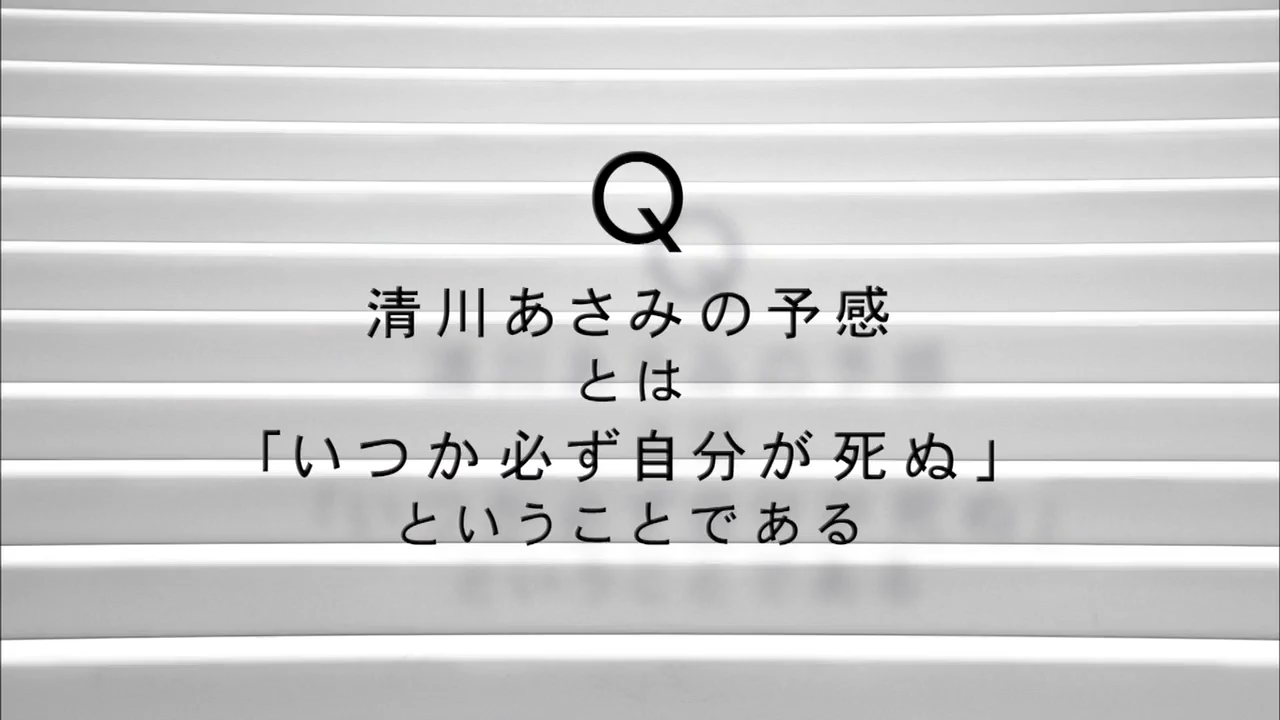 Q
清川あさみの予感
とは
「いつか必ず自分が死ぬ」
ということである